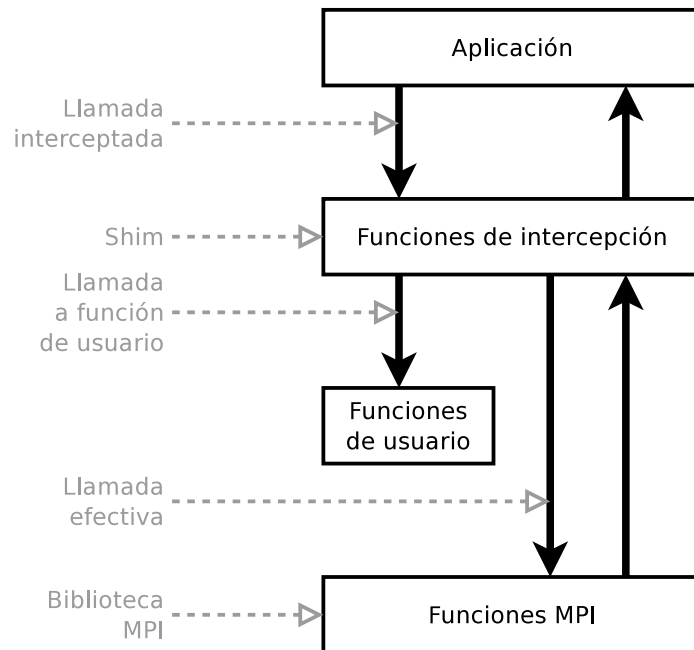 Aplicación
Llamada
interceptada
Shim
Funciones de intercepción
Llamada
a función
de usuario
Funciones
de usuario
Llamada
efectiva
Biblioteca
MPI
Funciones MPI